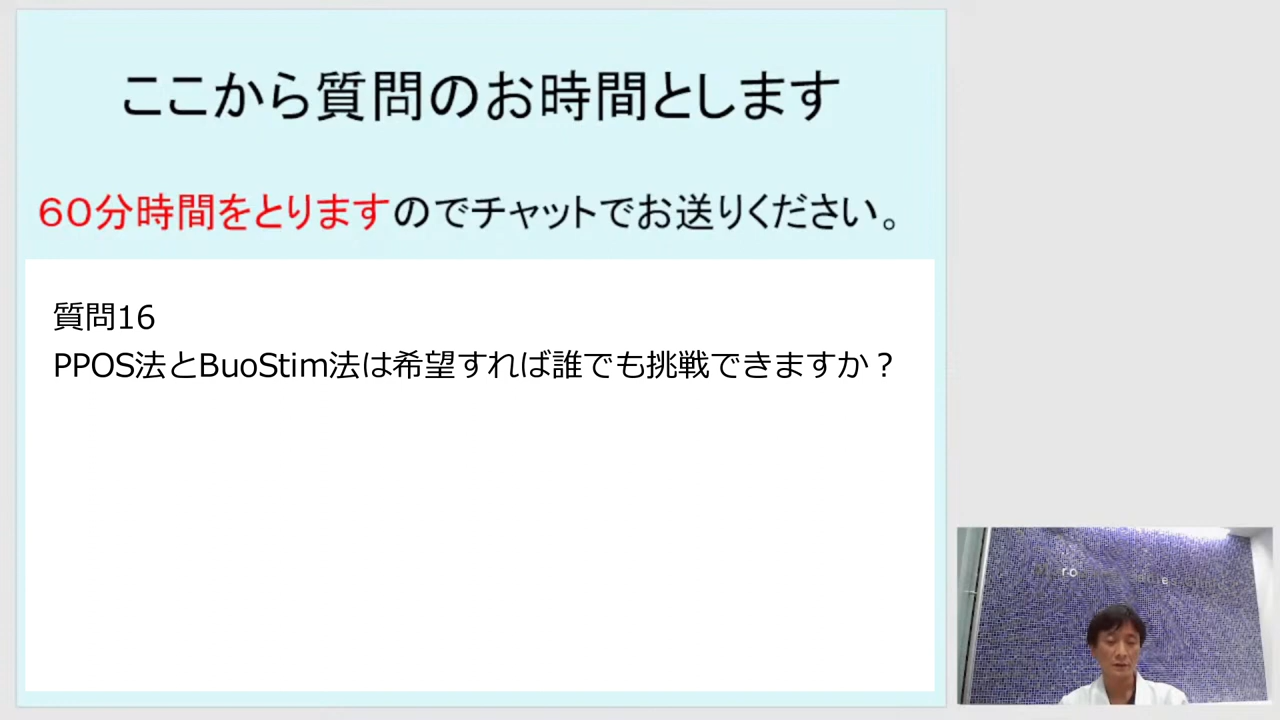 ここから質問のお時間とします
６０分時間をとりますのでチャットでお送りください。
質問16
PPOS法とBuoStim法は希望すれば誰でも挑戦できますか？